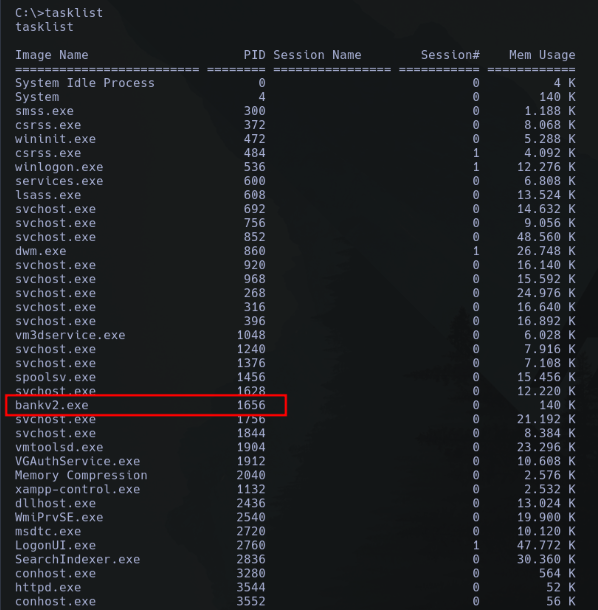 C:\>tasklist
tasklist
Image Name PID Session Name Session# Mem Usage
========================= ======== ================ =========== ============
System Idle Process 0 0 4 K
System 4 0 140 K
smss.exe 300 0 1.188 K
csrss.exe 372 0 8.068 K
wininit.exe 472 0 5.288 K
csrss.exe 484 1 4.092 K
winlogon.exe 536 1 12.276 K
services.exe 600 0 6.808 K
lsass.exe 608 0 13.524 K
svchost.exe 692 0 14.632 K
svchost.exe 756 0 9.056 K
svchost.exe 852 0 48.560 K
dwm.exe 860 1 26.748 K
svchost.exe 920 0 16.140 K
svchost.exe 968 0 15.592 K
svchost.exe 268 0 24.976 K
svchost.exe 316 0 16.640 K
svchost.exe 396 0 16.892 K
vm3dservice.exe 1048 0 6.028 K
svchost.exe 1240 0 7.916 K
svchost.exe 1376 0 7.108 K
spoolsv.exe 1456 0 15.456 K
svchost.exe 1628 0 12.220 K
bankv2.exe 1656 0 140 K
svchost.exe 1756 0 21.192 K
svchost.exe 1844 0 8.384 K
vmtoolsd.exe 1904 0 23.296 K
VGAuthService.exe 1912 0 10.608 K
Memory Compression 2040 0 2.576 K
xampp-control.exe 1132 0 2.532 K
dllhost.exe 2436 0 13.024 K
WmiPrvSE.exe 2540 0 19.900 K
msdtc.exe 2720 0 10.120 K
LogonUI.exe 2760 1 47.772 K
SearchIndexer.exe 2836 0 30.360 K
conhost.exe 3280 0 564 K
httpd.exe 3544 0 52 K
conhost.exe 3552 0 56 K